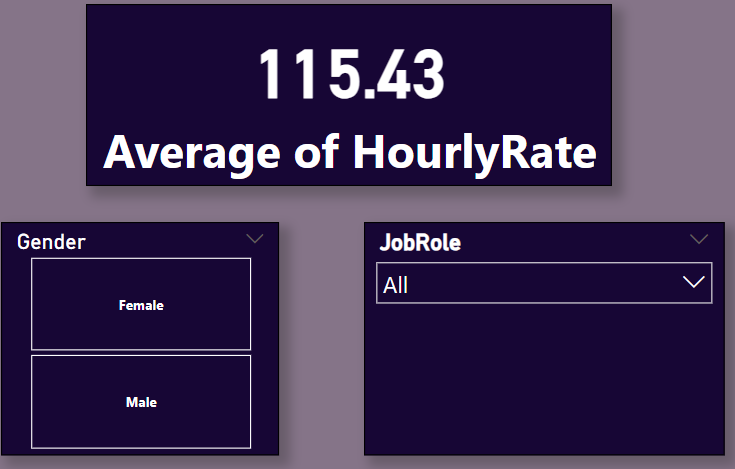 115.43
Average of HourlyRate
Gender
Female
Male
JobRole
All